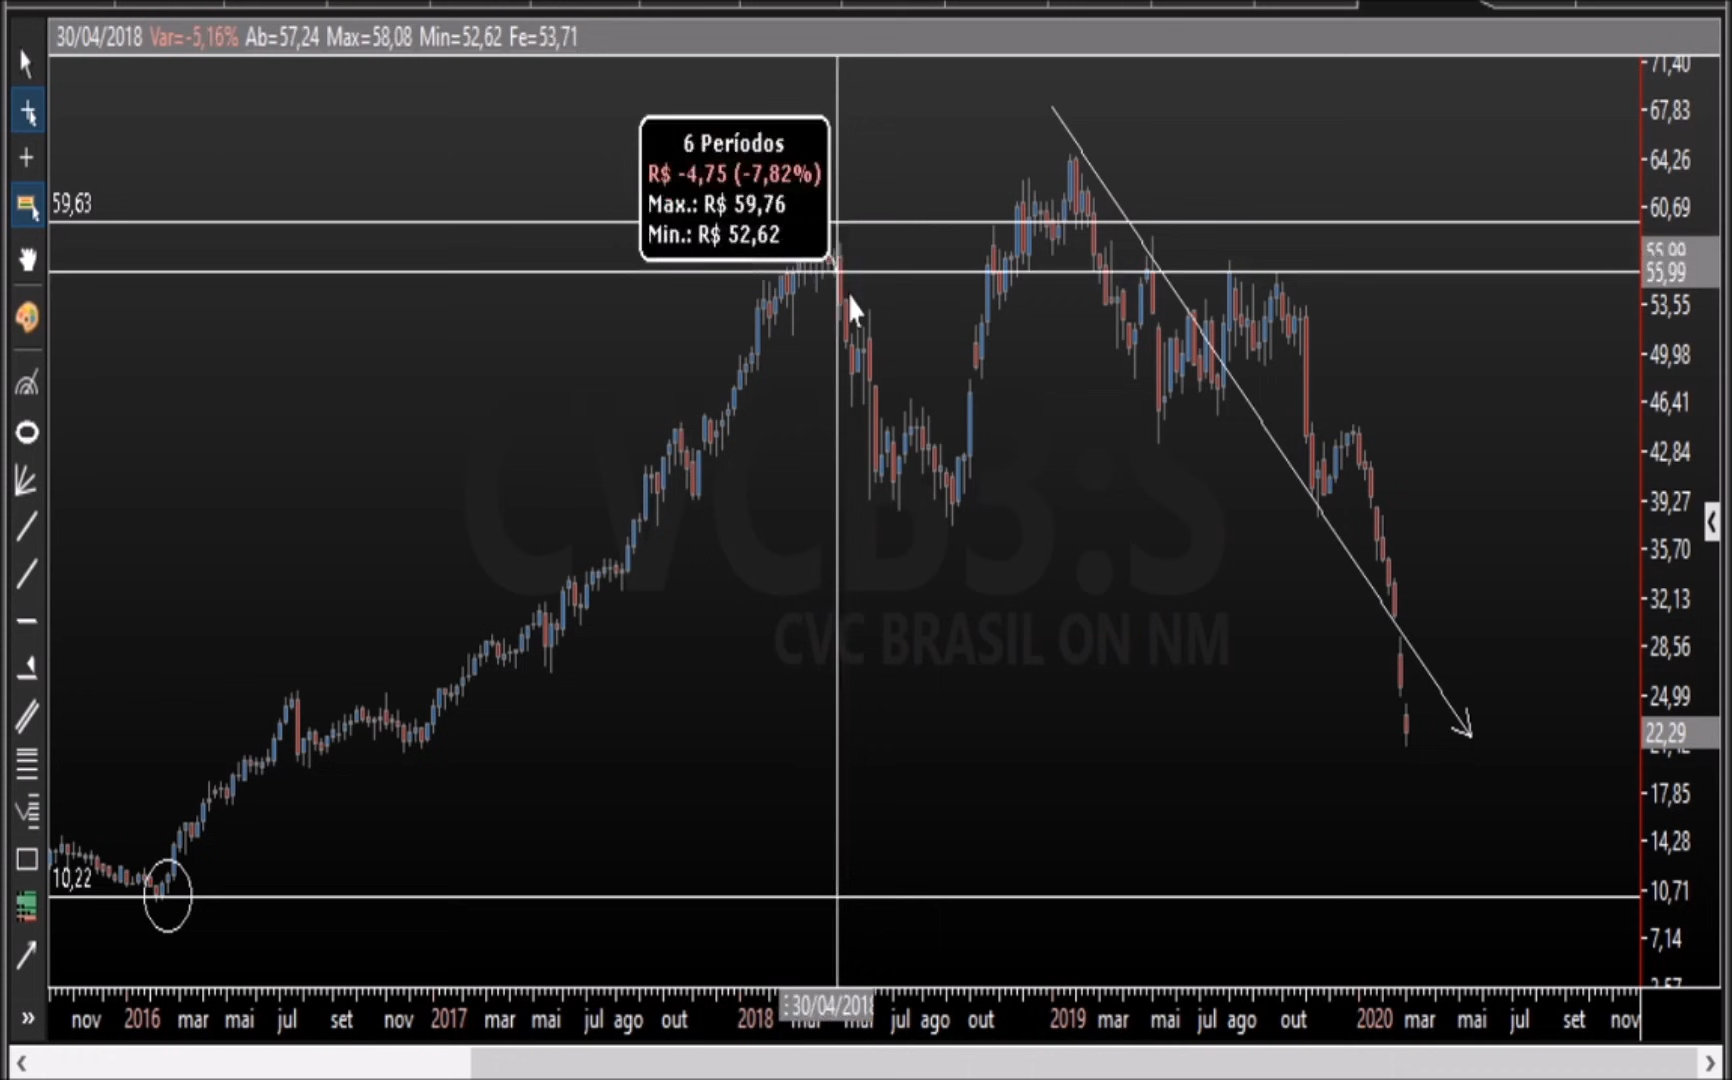 30/04/2018 Var=-5,16% Ab=57,24 Max=58,08 Min=52,62 Fe=53,71
71,40
67,83
6 Períodos
R$ -4,75 (-7,82%)
64,26
59,63
Max.: R$ 59,76
60,69
Min.: R$ 52,62
55,99
55,99
53,55
49,98
46,41
42,84
39,27
CVCB3:S
35,70
32,13
CVC BRASIL ON NM
28,56
24,99
22,29
17,85
14,28
10,22
10,71
7,14
30/04/2018
nov 2016 mar mai jul set nov 2017 mar mai jul ago out 2018 jul ago out 2019 mar mai jul ago out 2020 mar mai jul set nov